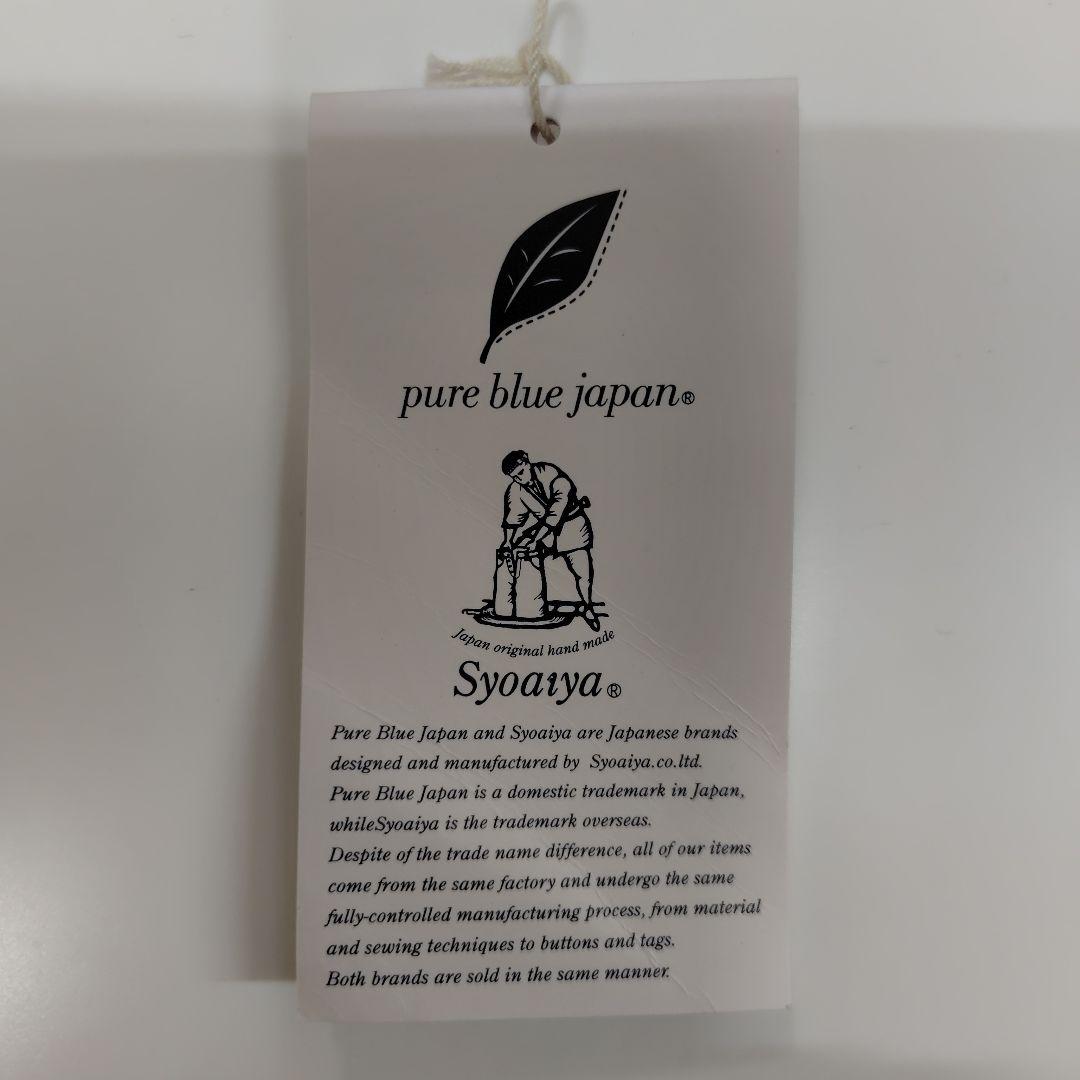 pure blue japan®
Japan original hand made
Syoaiya®
Pure Blue Japan and Syoaiya are Japanese brands
designed and manufactured by Syoaiya.co.ltd.
Pure Blue Japan is a domestic trademark in Japan,
whileSyoaiya is the trademark overseas.
Despite of the trade name difference, all of our items
come from the same factory and undergo the same
fully-controlled manufacturing process, from material
and sewing techniques to buttons and tags.
Both brands are sold in the same manner.